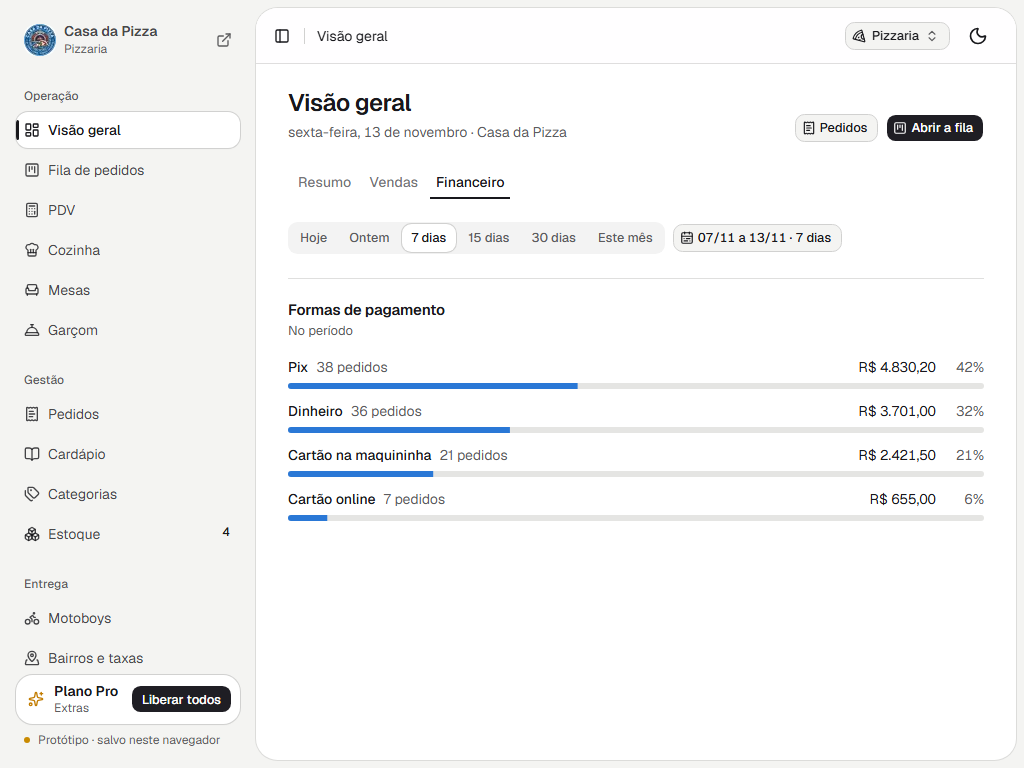 Casa da Pizza
Pizzaria
Operação
Visão geral
Fila de pedidos
PDV
Cozinha
Mesas
Garçom
Gestão
Pedidos
Cardápio
Categorias
Estoque 4
Entrega
Motoboys
Bairros e taxas
Plano Pro
Extras
Liberar todos
Protótipo · salvo neste navegador
Visão geral
Pizzaria
Visão geral
sexta-feira, 13 de novembro · Casa da Pizza
Pedidos
Abrir a fila
Resumo Vendas Financeiro
Hoje Ontem 7 dias 15 dias 30 dias Este mês 07/11 a 13/11 · 7 dias
Formas de pagamento
No período
Pix 38 pedidos R$ 4.830,20 42%
Dinheiro 36 pedidos R$ 3.701,00 32%
Cartão na maquininha 21 pedidos R$ 2.421,50 21%
Cartão online 7 pedidos R$ 655,00 6%